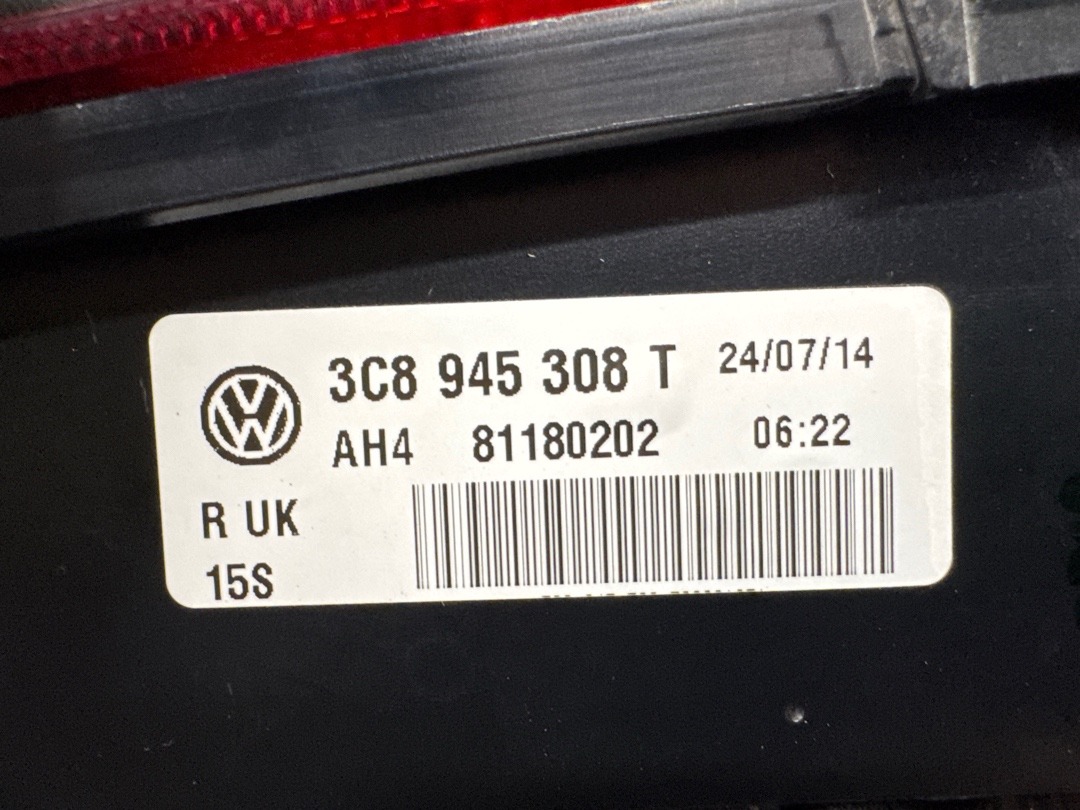 3C8 945 308 T 24/07/14
AH4 81180202 06:22
R UK
15S